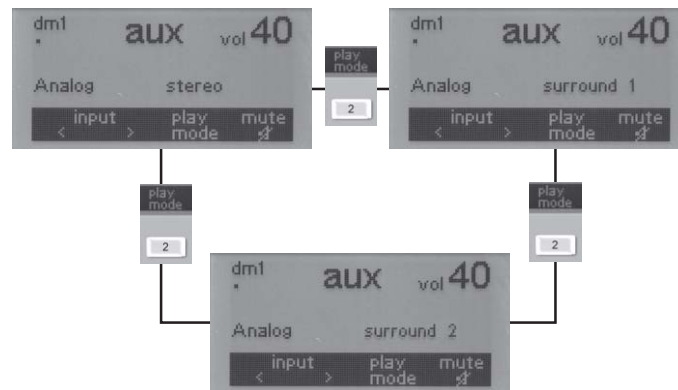 dm1 aux vol 40
Analog stereo
input play mute
< > mode
play
mode
2
dm1 aux vol 40
Analog surround 1
input play mute
< > mode
play
mode
2
play
mode
2
dm1 aux vol 40
Analog surround 2
input play mute
< > mode